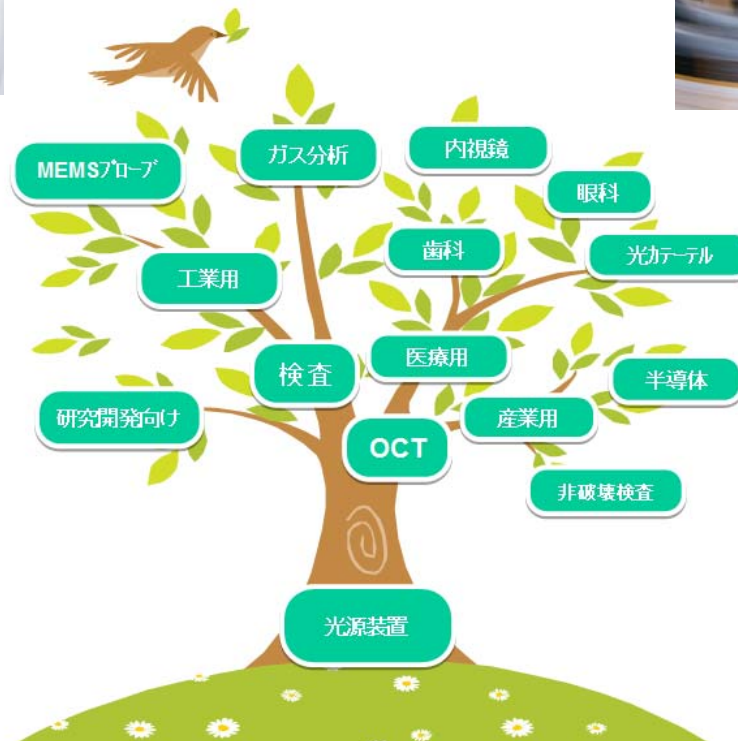 内視鏡
ガス分析
MEMSﾌﾟﾛｰﾌﾞ
眼科
歯科
光ｶﾃｰﾃﾙ
工業用
医療用
検査
半導体
研究開発向け
産業用
OCT
非破壊検査
光源装置